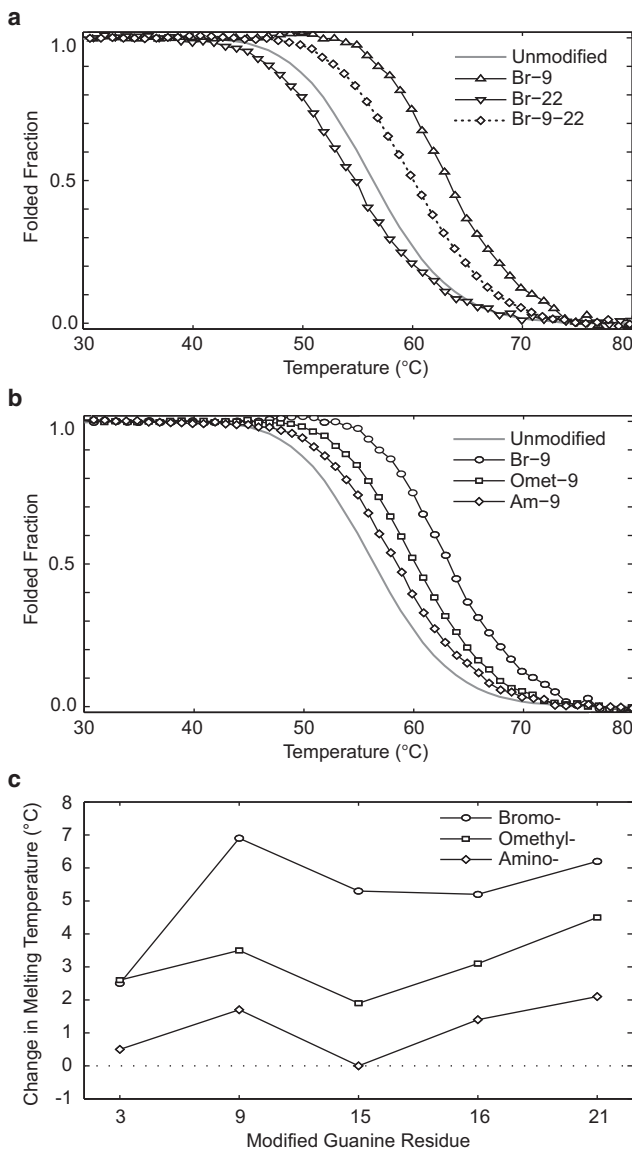 a
1.0
0.5
0.0
Folded Fraction
Unmodified
Br-9
Br-22
Br-9-22
30 40 50 60 70 80
Temperature (°C)
b
1.0
0.5
0.0
Folded Fraction
Unmodified
Br-9
Omet-9
Am-9
30 40 50 60 70 80
Temperature (°C)
c
8
7
6
5
4
3
2
1
0
-1
Change in Melting Temperature (°C)
Bromo-
Omethyl-
Amino-
3 9 15 16 21
Modified Guanine Residue